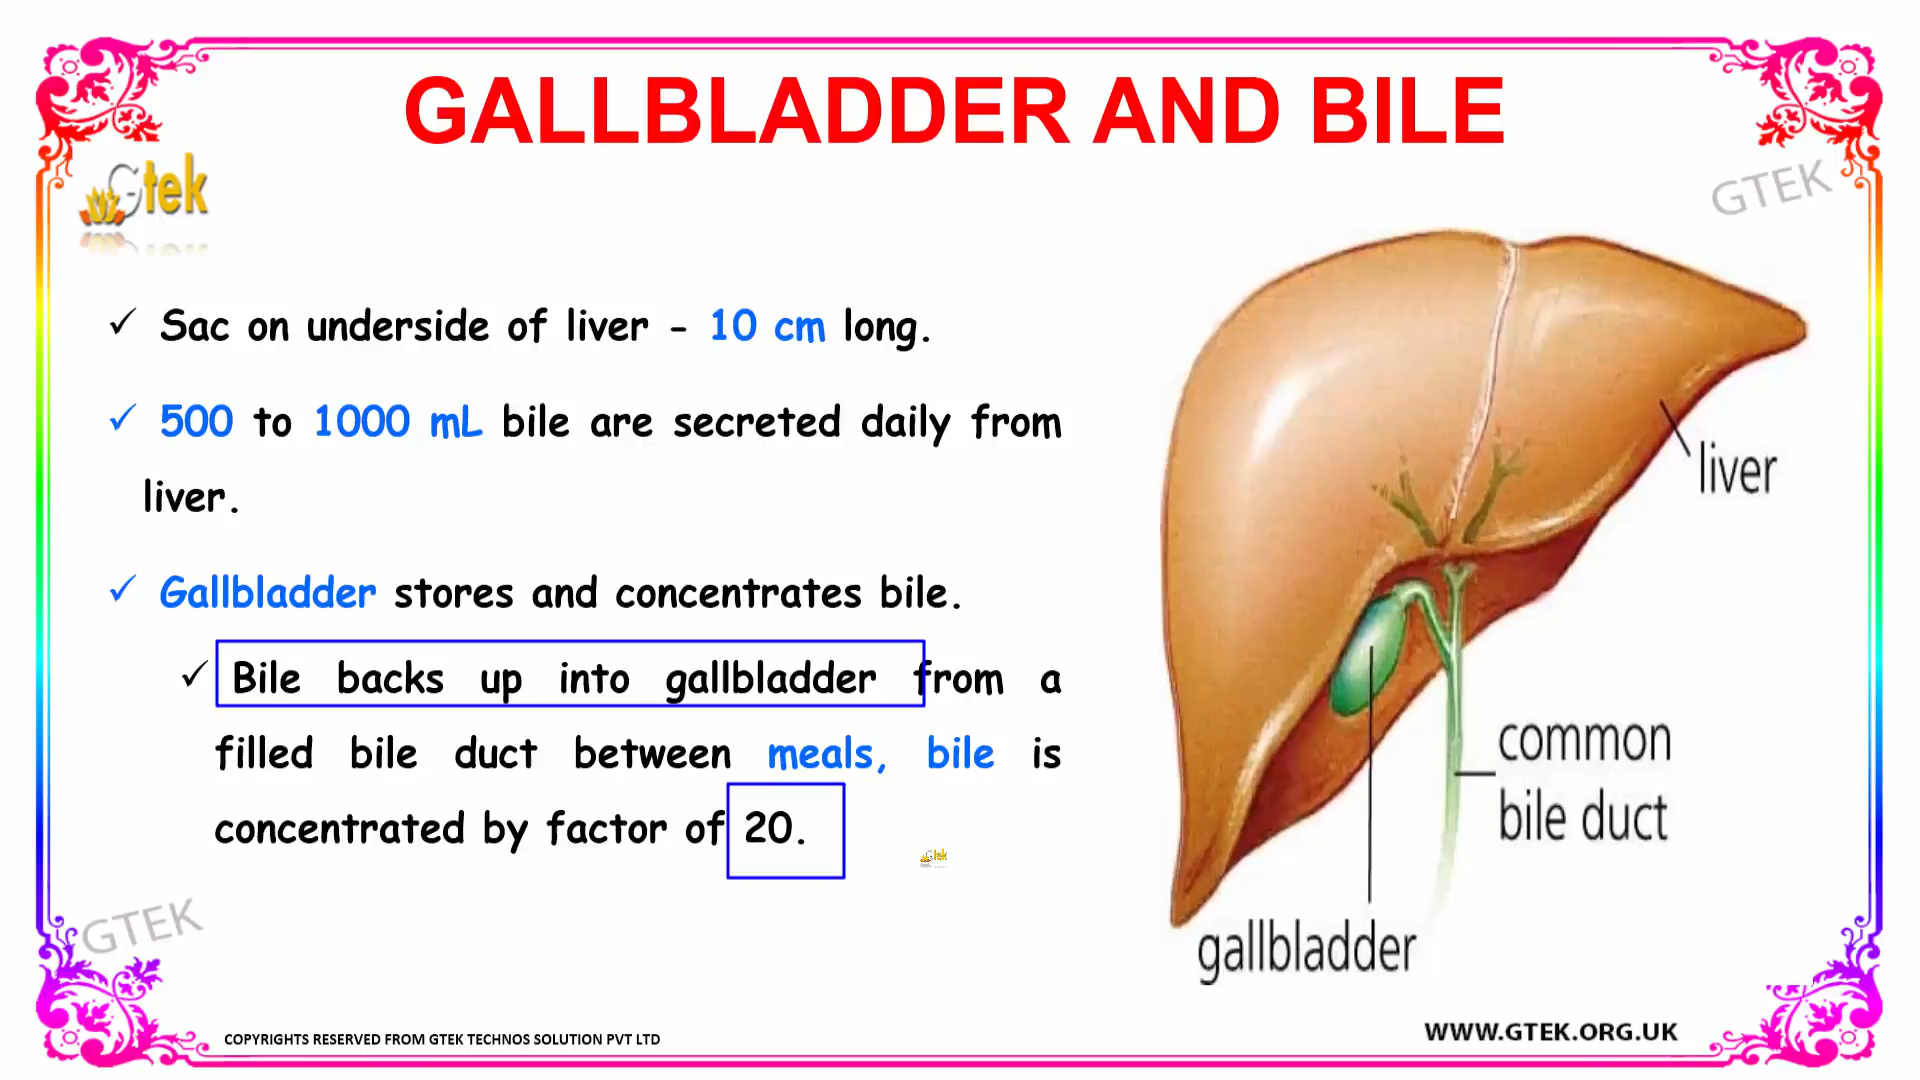 GALLBLADDER AND BILE
Gtek
GTEK
✓ Sac on underside of liver - 10 cm long.
✓ 500 to 1000 mL bile are secreted daily from
liver.
✓ Gallbladder stores and concentrates bile.
✓ Bile backs up into gallbladder from a
filled bile duct between meals, bile is
concentrated by factor of 20.
Gtek
liver
common
bile duct
gallbladder
GTEK
COPYRIGHTS RESERVED FROM GTEK TECHNOS SOLUTION PVT LTD
WWW.GTEK.ORG.UK